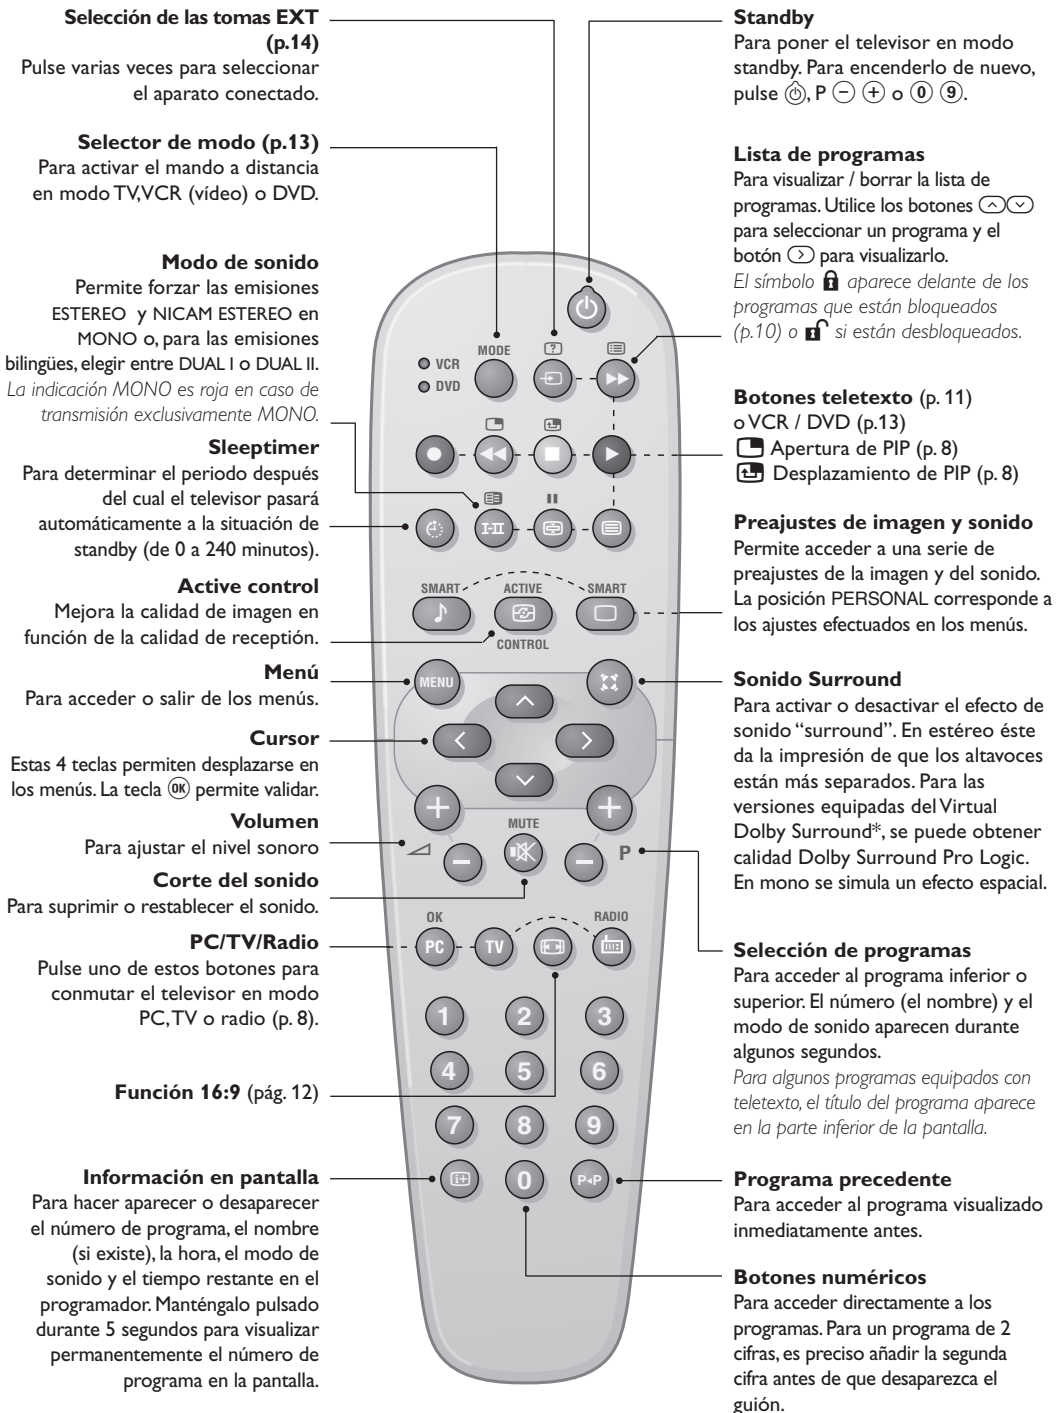 Selección de las tomas EXT
(p.14)
Pulse varias veces para seleccionar
el aparato conectado.
Selector de modo (p.13)
Para activar el mando a distancia
en modo TV, VCR (vídeo) o DVD.
Modo de sonido
Permite forzar las emisiones
ESTEREO y NICAM ESTEREO en
MONO o, para las emisiones
bilingües, elegir entre DUAL I o DUAL II.
La indicación MONO es roja en caso de
transmisión exclusivamente MONO.
Sleeptimer
Para determinar el periodo después
del cual el televisor pasará
automáticamente a la situación de
standby (de 0 a 240 minutos).
Active control
Mejora la calidad de imagen en
función de la calidad de receptión.
Menú
Para acceder o salir de los menús.
Cursor
Estas 4 teclas permiten desplazarse en
los menús. La tecla OK permite validar.
Volumen
Para ajustar el nivel sonoro
Corte del sonido
Para suprimir o restablecer el sonido.
PC/TV/Radio
Pulse uno de estos botones para
conmutar el televisor en modo
PC, TV o radio (p. 8).
Función 16:9 (pág. 12)
Información en pantalla
Para hacer aparecer o desaparecer
el número de programa, el nombre
(si existe), la hora, el modo de
sonido y el tiempo restante en el
programador. Manténgalo pulsado
durante 5 segundos para visualizar
permanentemente el número de
programa en la pantalla.
MODE
VCR
DVD
I-II
SMART
ACTIVE
SMART
CONTROL
MENU
MUTE
P
OK
RADIO
PC
TV
1
2
3
4
5
6
7
8
9
i+
0
P◂P
Standby
Para poner el televisor en modo
standby. Para encenderlo de nuevo,
pulse ⏻, P − + o 0 9.
Lista de programas
Para visualizar / borrar la lista de
programas. Utilice los botones
para seleccionar un programa y el
botón > para visualizarlo.
El símbolo 🔒 aparece delante de los
programas que están bloqueados
(p.10) o 🔓 si están desbloqueados.
Botones teletexto (p. 11)
o VCR / DVD (p.13)
Apertura de PIP (p. 8)
Desplazamiento de PIP (p. 8)
Preajustes de imagen y sonido
Permite acceder a una serie de
preajustes de la imagen y del sonido.
La posición PERSONAL corresponde a
los ajustes efectuados en los menús.
Sonido Surround
Para activar o desactivar el efecto de
sonido “surround”. En estéreo éste
da la impresión de que los altavoces
están más separados. Para las
versiones equipadas del Virtual
Dolby Surround*, se puede obtener
calidad Dolby Surround Pro Logic.
En mono se simula un efecto espacial.
Selección de programas
Para acceder al programa inferior o
superior. El número (el nombre) y el
modo de sonido aparecen durante
algunos segundos.
Para algunos programas equipados con
teletexto, el título del programa aparece
en la parte inferior de la pantalla.
Programa precedente
Para acceder al programa visualizado
inmediatamente antes.
Botones numéricos
Para acceder directamente a los
programas. Para un programa de 2
cifras, es preciso añadir la segunda
cifra antes de que desaparezca el
guión.